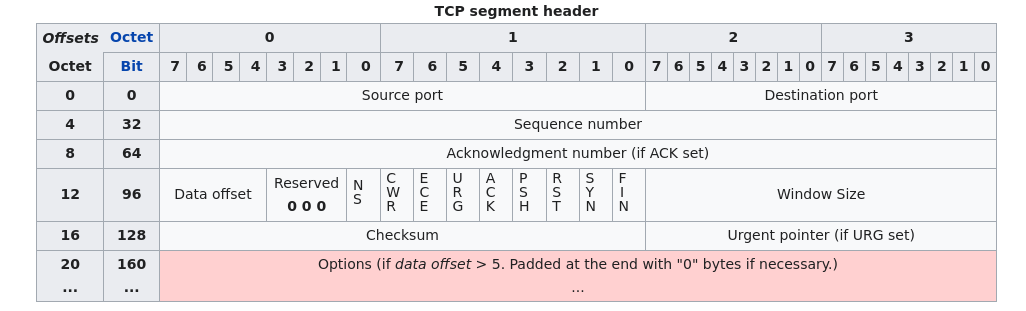 TCP segment header
Offsets Octet 0 1 2 3
Octet Bit 7 6 5 4 3 2 1 0 7 6 5 4 3 2 1 0 7 6 5 4 3 2 1 0 7 6 5 4 3 2 1 0
0 0 Source port Destination port
4 32 Sequence number
8 64 Acknowledgment number (if ACK set)
12 96 Data offset Reserved 0 0 0 NS CWR ECE URG ACK PSH RST SYN FIN Window Size
16 128 Checksum Urgent pointer (if URG set)
20 160 Options (if data offset > 5. Padded at the end with "0" bytes if necessary.)
... ... ...